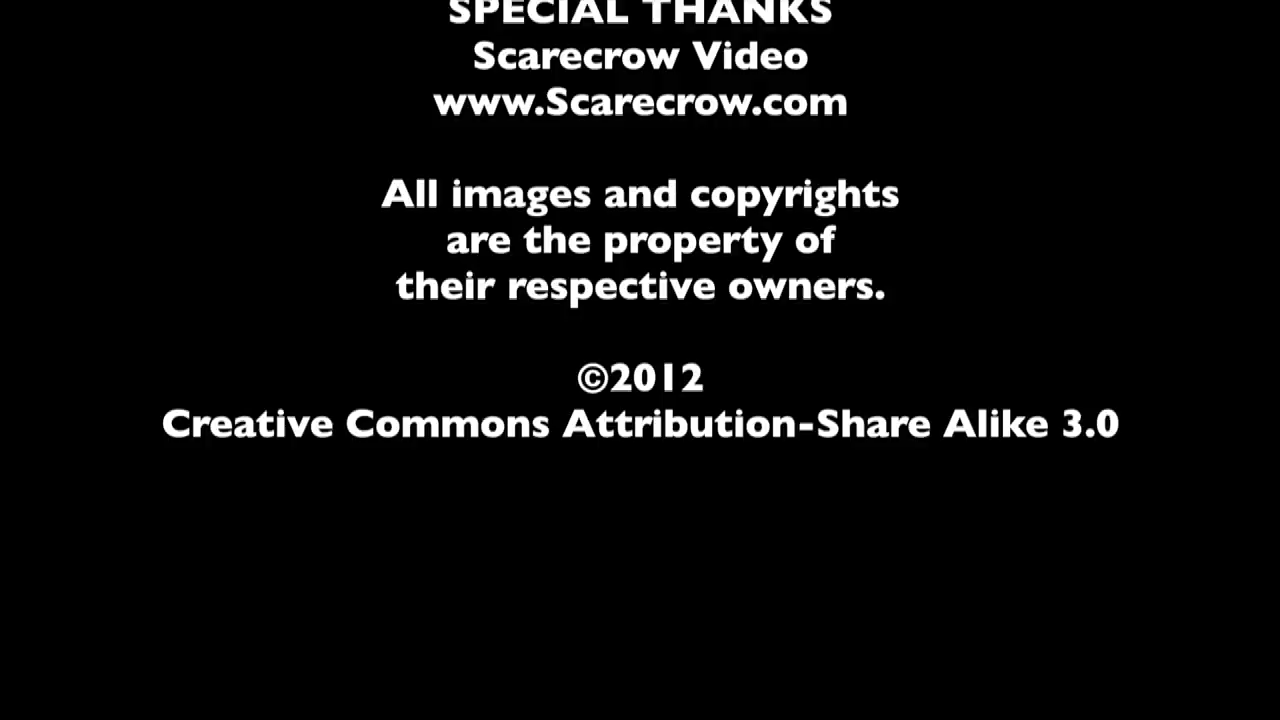 SPECIAL THANKS
Scarecrow Video
www.Scarecrow.com
All images and copyrights
are the property of
their respective owners.
©2012
Creative Commons Attribution-Share Alike 3.0